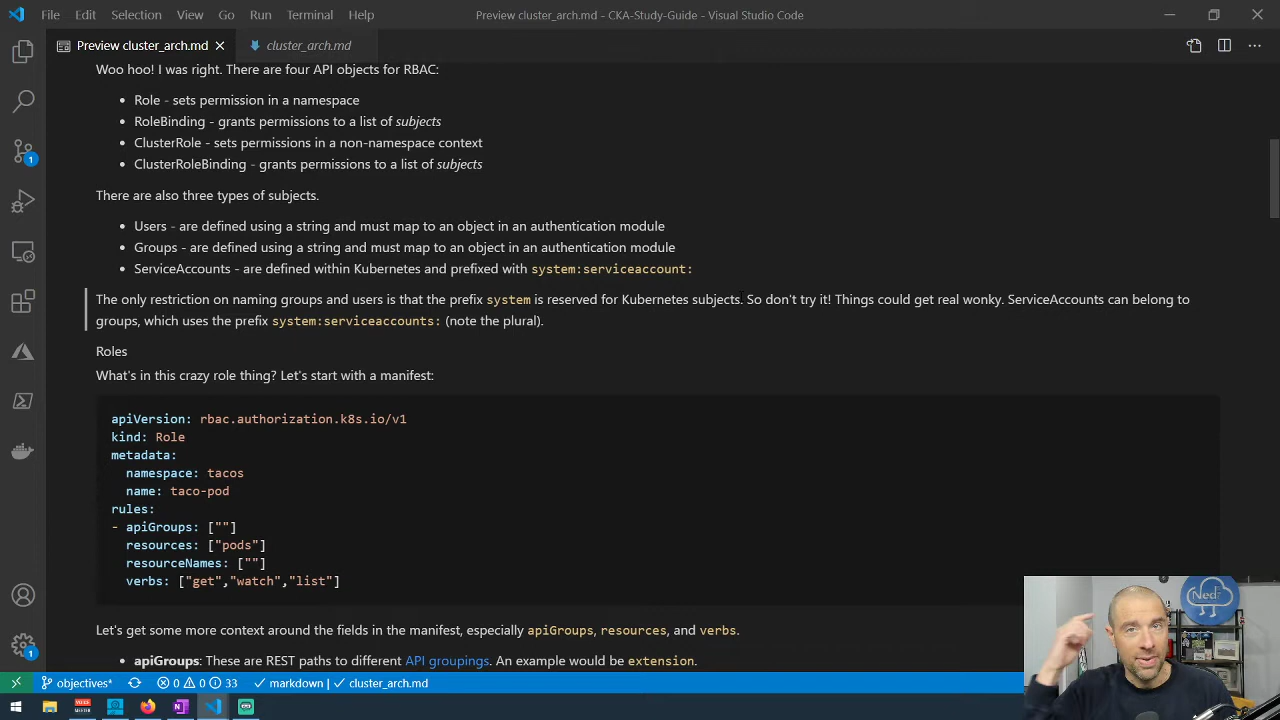 File Edit Selection View Go Run Terminal Help Preview cluster_arch.md - CKA-Study-Guide - Visual Studio Code
Preview cluster_arch.md cluster_arch.md
Woo hoo! I was right. There are four API objects for RBAC:
• Role - sets permission in a namespace
• RoleBinding - grants permissions to a list of subjects
• ClusterRole - sets permissions in a non-namespace context
• ClusterRoleBinding - grants permissions to a list of subjects
There are also three types of subjects.
• Users - are defined using a string and must map to an object in an authentication module
• Groups - are defined using a string and must map to an object in an authentication module
• ServiceAccounts - are defined within Kubernetes and prefixed with system:serviceaccount:
The only restriction on naming groups and users is that the prefix system is reserved for Kubernetes subjects. So don't try it! Things could get real wonky. ServiceAccounts can belong to
groups, which uses the prefix system:serviceaccounts: (note the plural).
Roles
What's in this crazy role thing? Let's start with a manifest:
apiVersion: rbac.authorization.k8s.io/v1
kind: Role
metadata:
namespace: tacos
name: taco-pod
rules:
- apiGroups: [""]
resources: ["pods"]
resourceNames: [""]
verbs: ["get","watch","list"]
Let's get some more context around the fields in the manifest, especially apiGroups, resources, and verbs.
• apiGroups: These are REST paths to different API groupings. An example would be extension.
1
1
Ned
objectives* 0 0 33 markdown | cluster_arch.md